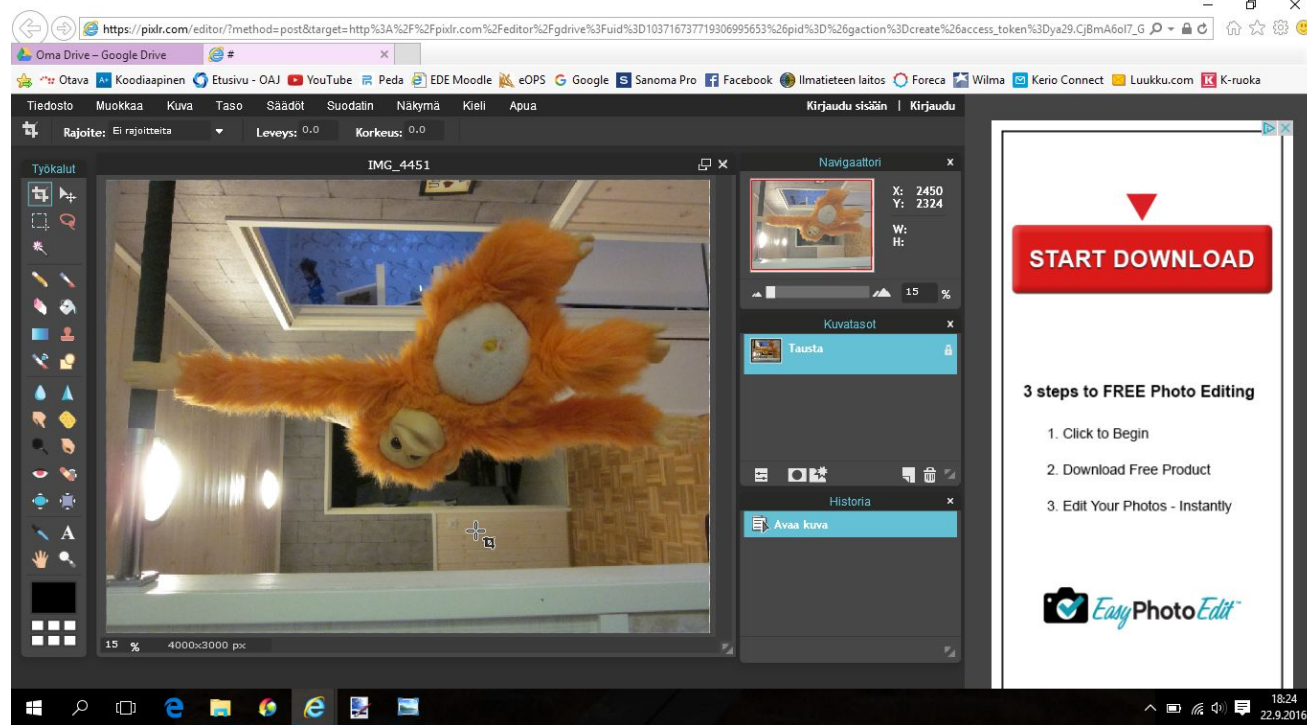 https://pixlr.com/editor/?method=post&target=http%3A%2F%2Fpixlr.com%2Feditor%2Fgdrive%3Fuid%3D103716737719306995653%26pid%3D%26gaction%3Dcreate%26access_token%3Dya29.CjBmA6oI7_G
Oma Drive – Google Drive #
Otava Koodiaapinen Etusivu - OAJ YouTube Peda EDE Moodle eOPS Google Sanoma Pro Facebook Ilmatieteen laitos Foreca Wilma Kerio Connect Luukku.com K-ruoka
Tiedosto Muokkaa Kuva Taso Säädöt Suodatin Näkymä Kieli Apua Kirjaudu sisään | Kirjaudu
Rajoite: Ei rajoitteita Leveys: 0.0 Korkeus: 0.0
Työkalut
IMG_4451
Navigaattori
X: 2450
Y: 2324
W:
H:
15 %
Kuvatasot
Tausta
Historia
Avaa kuva
15 % 4000x3000 px
START DOWNLOAD
3 steps to FREE Photo Editing
1. Click to Begin
2. Download Free Product
3. Edit Your Photos - Instantly
EasyPhotoEdit
18:24
22.9.2016